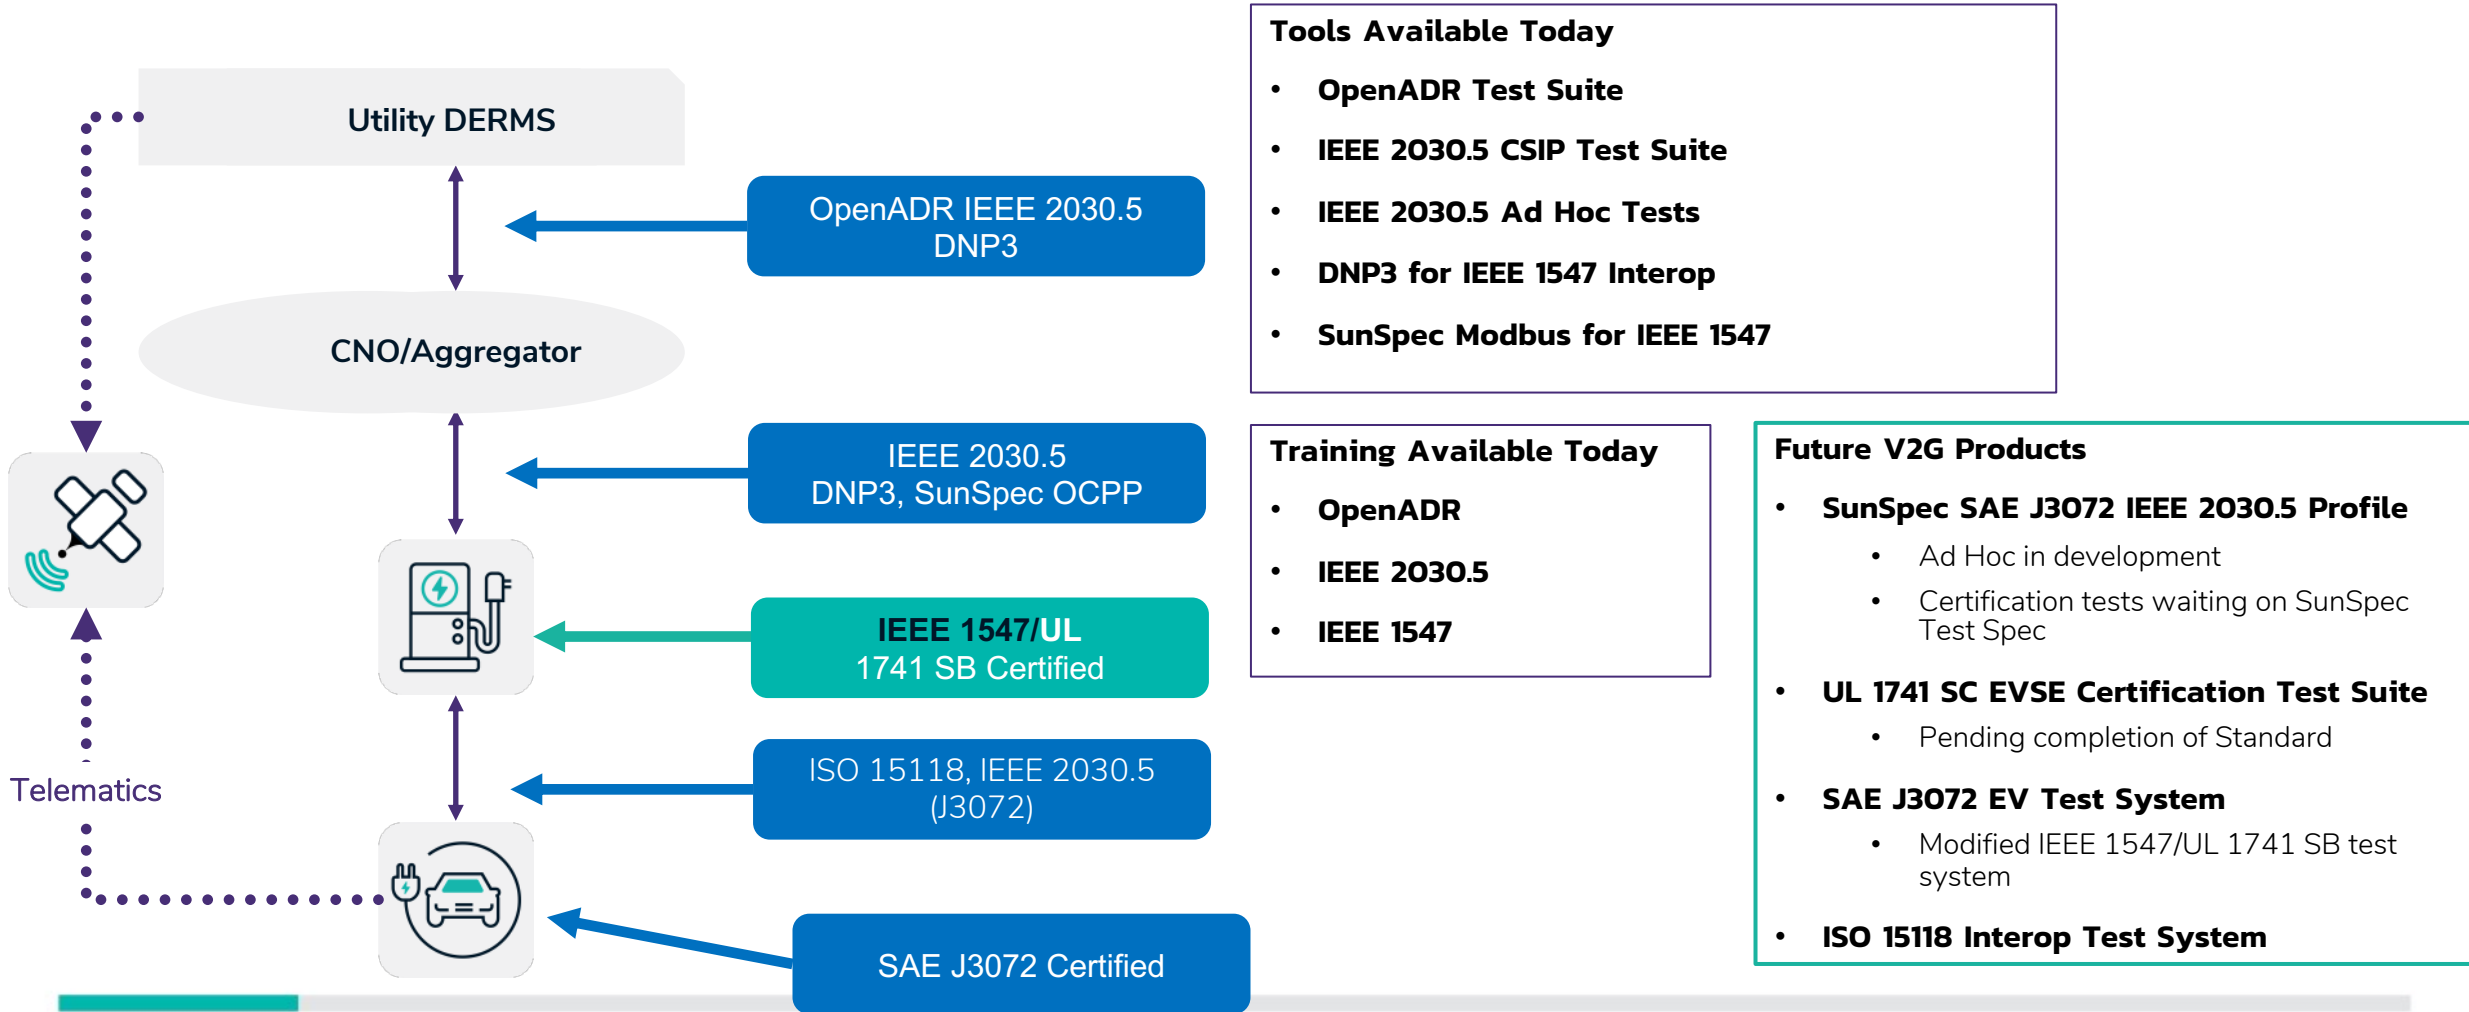 Utility DERMS
OpenADR IEEE 2030.5
DNP3
CNO/Aggregator
IEEE 2030.5
DNP3, SunSpec OCPP
IEEE 1547/UL
1741 SB Certified
Telematics
ISO 15118, IEEE 2030.5
(J3072)
SAE J3072 Certified
Tools Available Today
• OpenADR Test Suite
• IEEE 2030.5 CSIP Test Suite
• IEEE 2030.5 Ad Hoc Tests
• DNP3 for IEEE 1547 Interop
• SunSpec Modbus for IEEE 1547
Training Available Today
• OpenADR
• IEEE 2030.5
• IEEE 1547
Future V2G Products
• SunSpec SAE J3072 IEEE 2030.5 Profile
• Ad Hoc in development
• Certification tests waiting on SunSpec
Test Spec
• UL 1741 SC EVSE Certification Test Suite
• Pending completion of Standard
• SAE J3072 EV Test System
• Modified IEEE 1547/UL 1741 SB test
system
• ISO 15118 Interop Test System